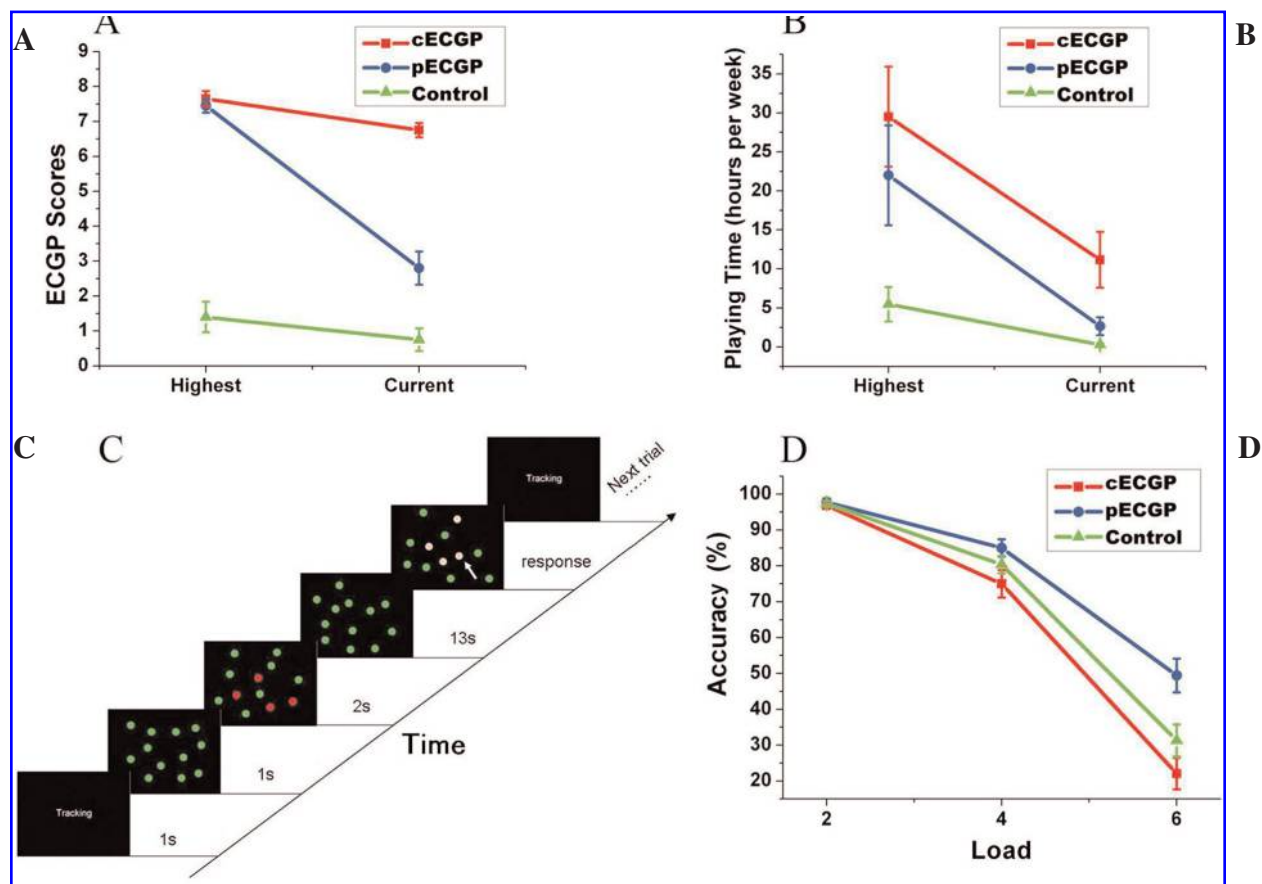 A
A
cECGP
pECGP
Control
9
8
7
6
5
4
3
2
1
0
ECGP Scores
Highest
Current
B
B
cECGP
pECGP
Control
35
30
25
20
15
10
5
0
Playing Time (hours per week)
Highest
Current
C
C
Tracking
1s
1s
2s
13s
response
Tracking
Next trial
......
Time
D
D
cECGP
pECGP
Control
100
90
80
70
60
50
40
30
20
Accuracy (%)
2
4
6
Load